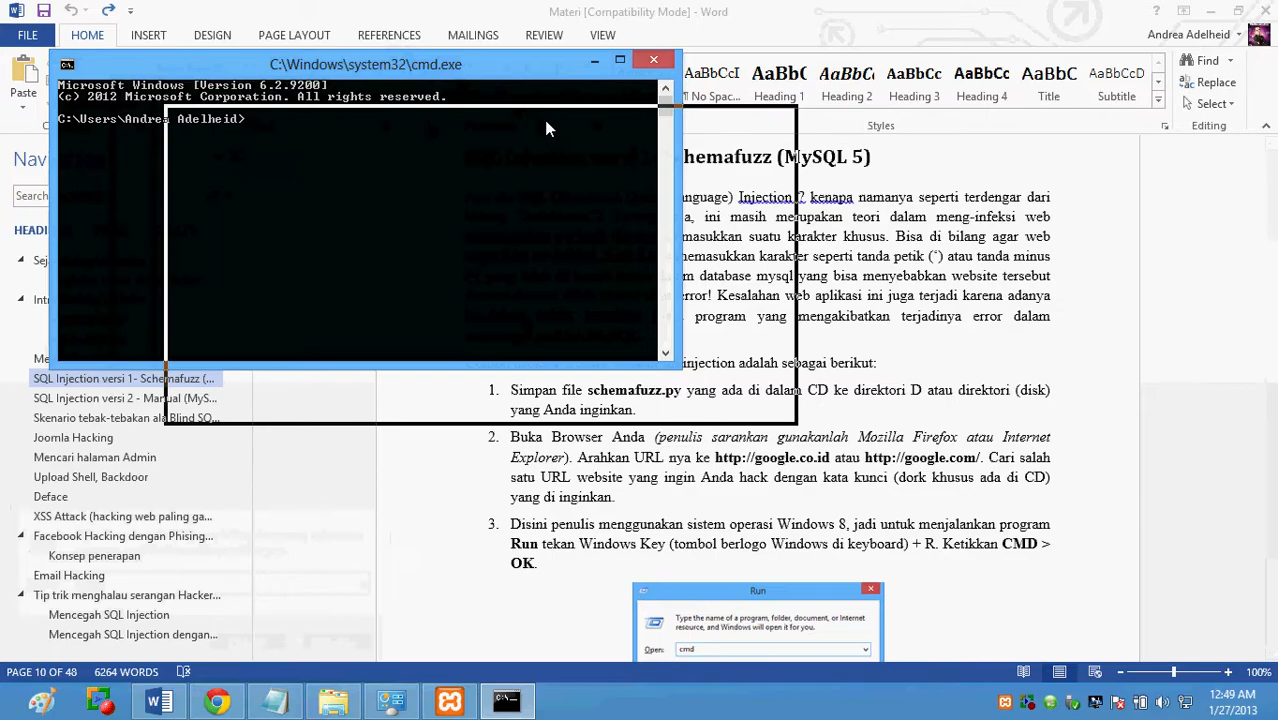 Materi [Compatibility Mode] - Word
FILE HOME INSERT DESIGN PAGE LAYOUT REFERENCES MAILINGS REVIEW VIEW Andrea Adelheid
C:\Windows\system32\cmd.exe
Microsoft Windows [Version 6.2.9200]
(c) 2012 Microsoft Corporation. All rights reserved.
C:\Users\Andrea Adelheid>
Paste
AaBbCcI AaBbC AaBbC AaBbC AaBbC
¶ No Spac... Heading 1 Heading 2 Heading 3 Title
Styles
Find
Replace
Select
Editing
Search
SQL Injection versi 1- Schemafuzz (...
SQL Injection versi 2 - Manual (MyS...
Skenario tebak-tebakan ala Blind SQ...
Joomla Hacking
Mencari halaman Admin
Upload Shell, Backdoor
Deface
XSS Attack (hacking web paling ga...
Facebook Hacking dengan Phising...
Konsep penerapan
Email Hacking
Tip trik menghalau serangan Hacker...
Mencegah SQL Injection
Mencegah SQL Injection dengan...
hemafuzz (MySQL 5)
Injection ? kenapa namanya seperti terdengar dari
a, ini masih merupakan teori dalam meng-infeksi web
masukkan suatu karakter khusus. Bisa di bilang agar web
masukkan karakter seperti tanda petik (`) atau tanda minus
am database mysql yang bisa menyebabkan website tersebut
error! Kesalahan web aplikasi ini juga terjadi karena adanya
program yang mengakibatkan terjadinya error dalam
injection adalah sebagai berikut:
1. Simpan file schemafuzz.py yang ada di dalam CD ke direktori D atau direktori (disk)
yang Anda inginkan.
2. Buka Browser Anda (penulis sarankan gunakanlah Mozilla Firefox atau Internet
Explorer). Arahkan URL nya ke http://google.co.id atau http://google.com/. Cari salah
satu URL website yang ingin Anda hack dengan kata kunci (dork khusus ada di CD)
yang di inginkan.
3. Disini penulis menggunakan sistem operasi Windows 8, jadi untuk menjalankan program
Run tekan Windows Key (tombol berlogo Windows di keyboard) + R. Ketikkan CMD >
OK.
Run
Type the name of a program, folder, document, or Internet
resource, and Windows will open it for you.
Open: cmd
PAGE 10 OF 48 6264 WORDS 100%
12:49 AM
1/27/2013